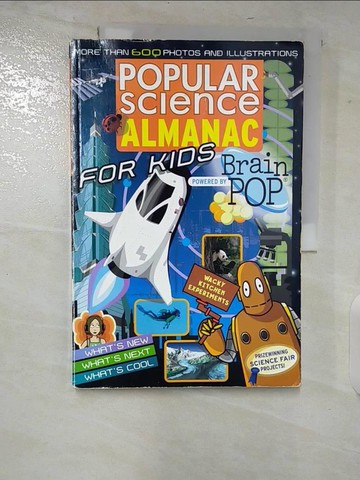 MORE THAN 600 PHOTOS AND ILLUSTRATIONS
POPULAR
SCIENCE
ALMANAC
FOR KIDS
POWERED BY
Brain
POP
WACKY
KITCHEN
EXPERIMENTS
WHAT'S NEW
WHAT'S NEXT
WHAT'S COOL
PRIZEWINNING
SCIENCE FAIR
PROJECTS!